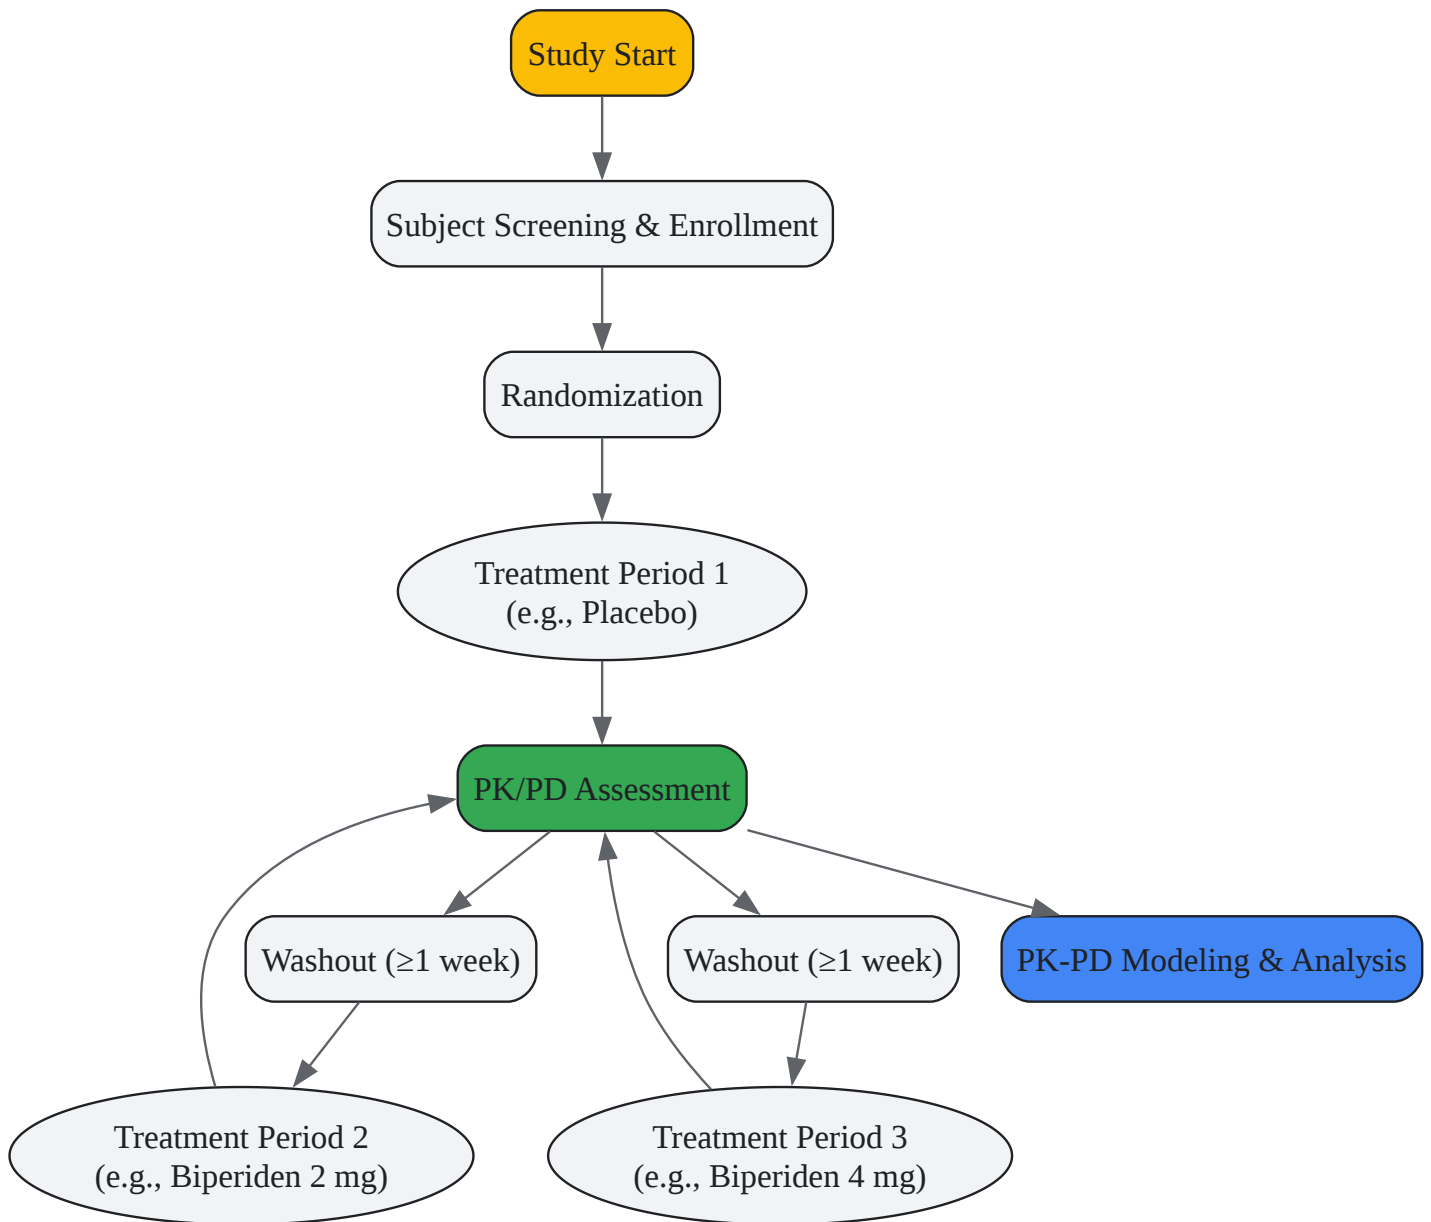 Study Start
Subject Screening & Enrollment
Randomization
Treatment Period 1
(e.g., Placebo)
PK/PD Assessment
Washout (≥1 week)
Washout (≥1 week)
PK-PD Modeling & Analysis
Treatment Period 2
(e.g., Biperiden 2 mg)
Treatment Period 3
(e.g., Biperiden 4 mg)